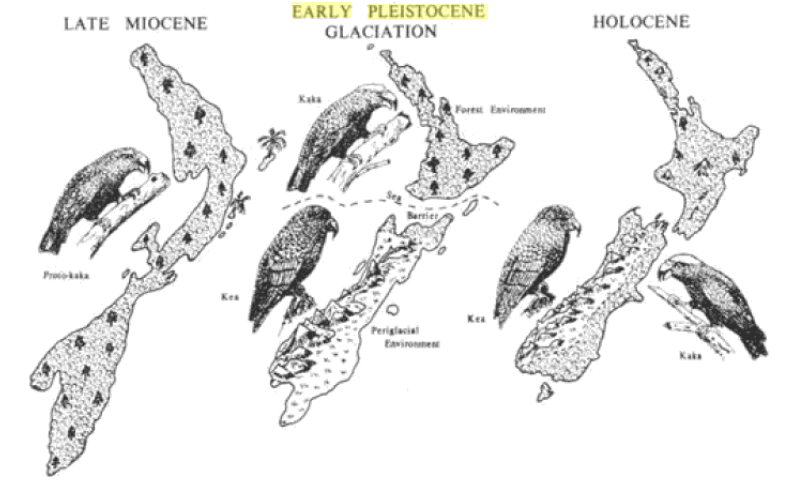 LATE MIOCENE
EARLY PLEISTOCENE
GLACIATION
HOLOCENE
Kaka
Forest Environment
Proto-kaka
Sea
Barrier
Kea
Periglacial
Environment
Kea
Kaka